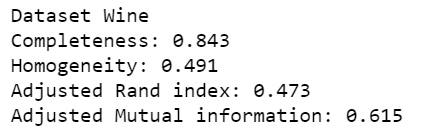 Dataset Wine
Completeness: 0.843
Homogeneity: 0.491
Adjusted Rand index: 0.473
Adjusted Mutual information: 0.615